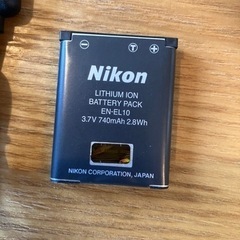 − T +
Nikon
LITHIUM ION
BATTERY PACK
EN-EL10
3.7V 740mAh 2.8Wh
NIKON CORPORATION, JAPAN